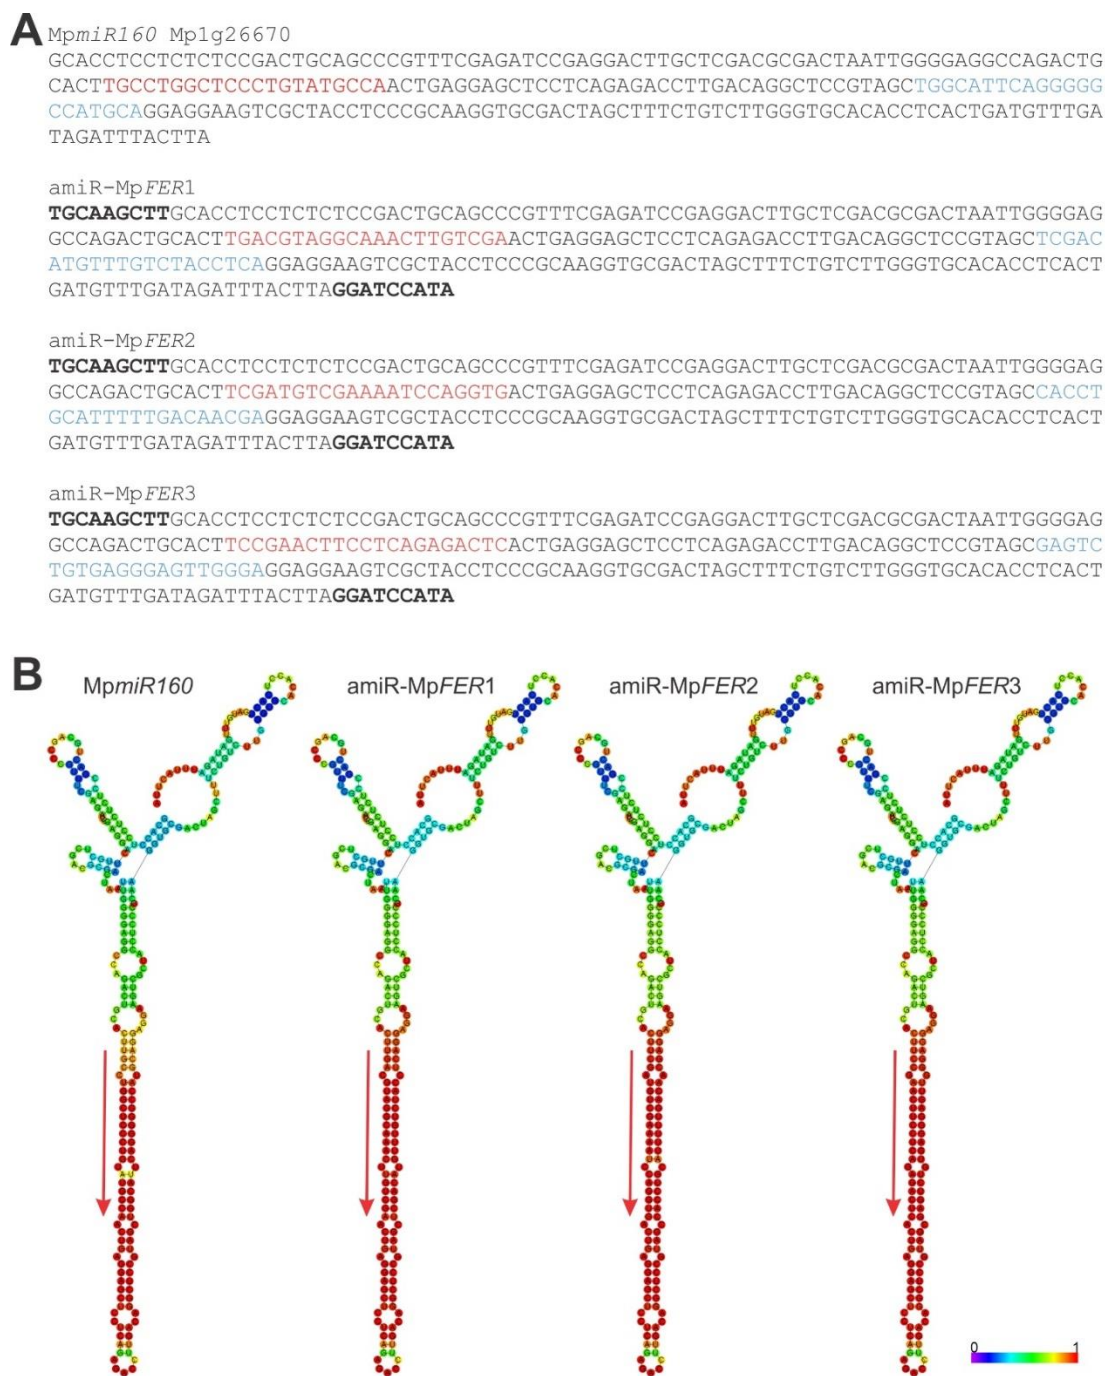 A
MpmiR160 Mp1g26670
GCACCTCCTCTCTCCGACTGCAGCCCGTTTCGAGATCCGAGGACTTGCTCGACGCGACTAATTGGGGAGGCCAGACTG
CACTTGCCTGGCTCCCTGTATGCCAACTGAGGAGCTCCTCAGAGACCTTGACAGGCTCCGTAGCTGGCATTCAGGGGG
CCATGCAGGAGGAAGTCGCTACCTCCCGCAAGGTGCGACTAGCTTTCTGTCTTGGGTGCACACCTCACTGATGTTTGA
TAGATTTACTTA
amiR-MpFER1
TGCAAGCTTGCACCTCCTCTCTCCGACTGCAGCCCGTTTCGAGATCCGAGGACTTGCTCGACGCGACTAATTGGGGAG
GCCAGACTGCACTTGACGTAGGCAAACTTGTCGAACTGAGGAGCTCCTCAGAGACCTTGACAGGCTCCGTAGCTCGAC
ATGTTTGTCTACCTCAGGAGGAAGTCGCTACCTCCCGCAAGGTGCGACTAGCTTTCTGTCTTGGGTGCACACCTCACT
GATGTTTGATAGATTTACTTAGGATCCATA
amiR-MpFER2
TGCAAGCTTGCACCTCCTCTCTCCGACTGCAGCCCGTTTCGAGATCCGAGGACTTGCTCGACGCGACTAATTGGGGAG
GCCAGACTGCACTTCGATGTCGAAAATCCAGGTGACTGAGGAGCTCCTCAGAGACCTTGACAGGCTCCGTAGCCACCT
GCATTTTTGACAACGAGGAGGAAGTCGCTACCTCCCGCAAGGTGCGACTAGCTTTCTGTCTTGGGTGCACACCTCACT
GATGTTTGATAGATTTACTTAGGATCCATA
amiR-MpFER3
TGCAAGCTTGCACCTCCTCTCTCCGACTGCAGCCCGTTTCGAGATCCGAGGACTTGCTCGACGCGACTAATTGGGGAG
GCCAGACTGCACTTCCGAACTTCCTCAGAGACTCACTGAGGAGCTCCTCAGAGACCTTGACAGGCTCCGTAGCGAGTC
TGTGAGGGAGTTGGGAGGAGGAAGTCGCTACCTCCCGCAAGGTGCGACTAGCTTTCTGTCTTGGGTGCACACCTCACT
GATGTTTGATAGATTTACTTAGGATCCATA
B
MpmiR160 amiR-MpFER1 amiR-MpFER2 amiR-MpFER3
0 1